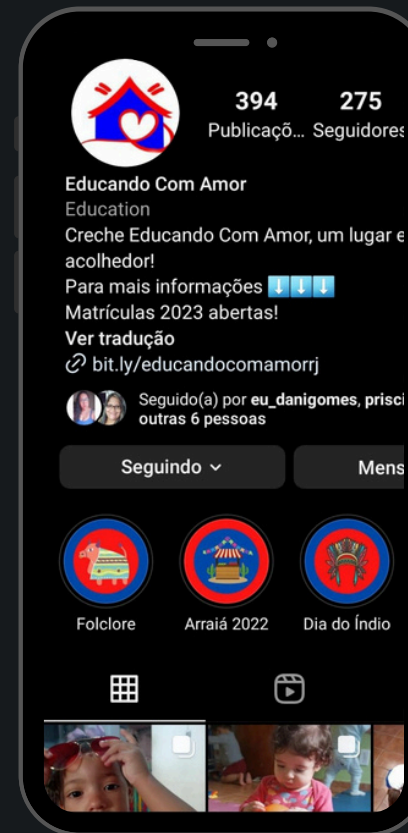 394
275
Publicaçõ... Seguidores
Educando Com Amor
Education
Creche Educando Com Amor, um lugar e
acolhedor!
Para mais informações ⬇️⬇️⬇️
Matrículas 2023 abertas!
Ver tradução
bit.ly/educandocomamorrj
Seguido(a) por eu_danigomes, prisci
outras 6 pessoas
Seguindo
Mens
Folclore
Arraiá 2022
Dia do Índio